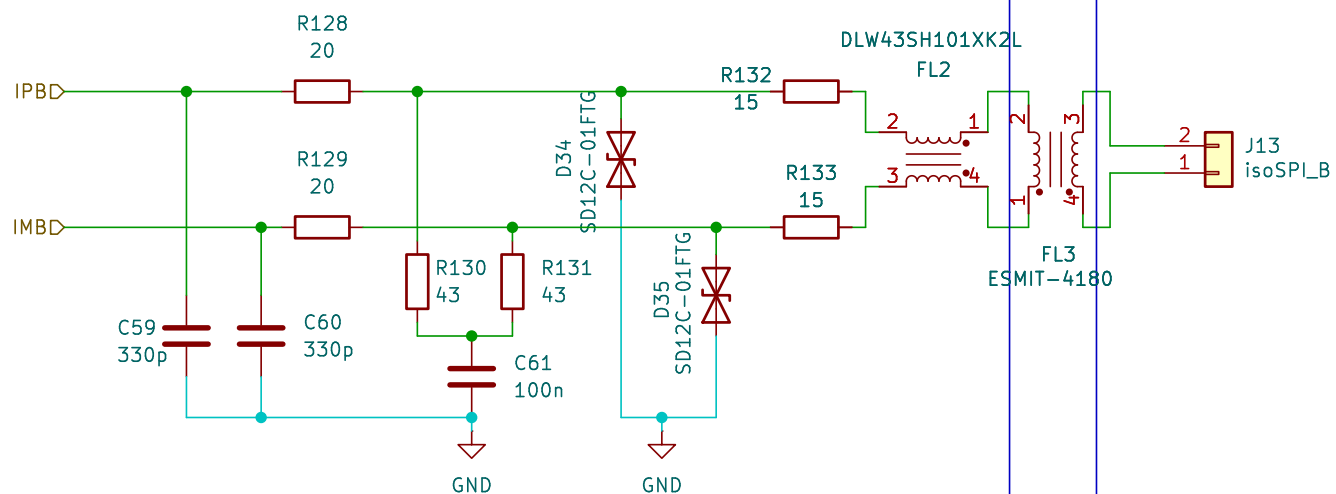 R128
20
IPB
DLW43SH101XK2L
FL2
R132
15
2
1
3
4
D34
SD12C-01FTG
2
1
3
4
2
1
J13
isoSPI_B
R129
20
IMB
R133
15
FL3
ESMIT-4180
R130
43
R131
43
D35
SD12C-01FTG
C59
330p
C60
330p
C61
100n
GND
GND